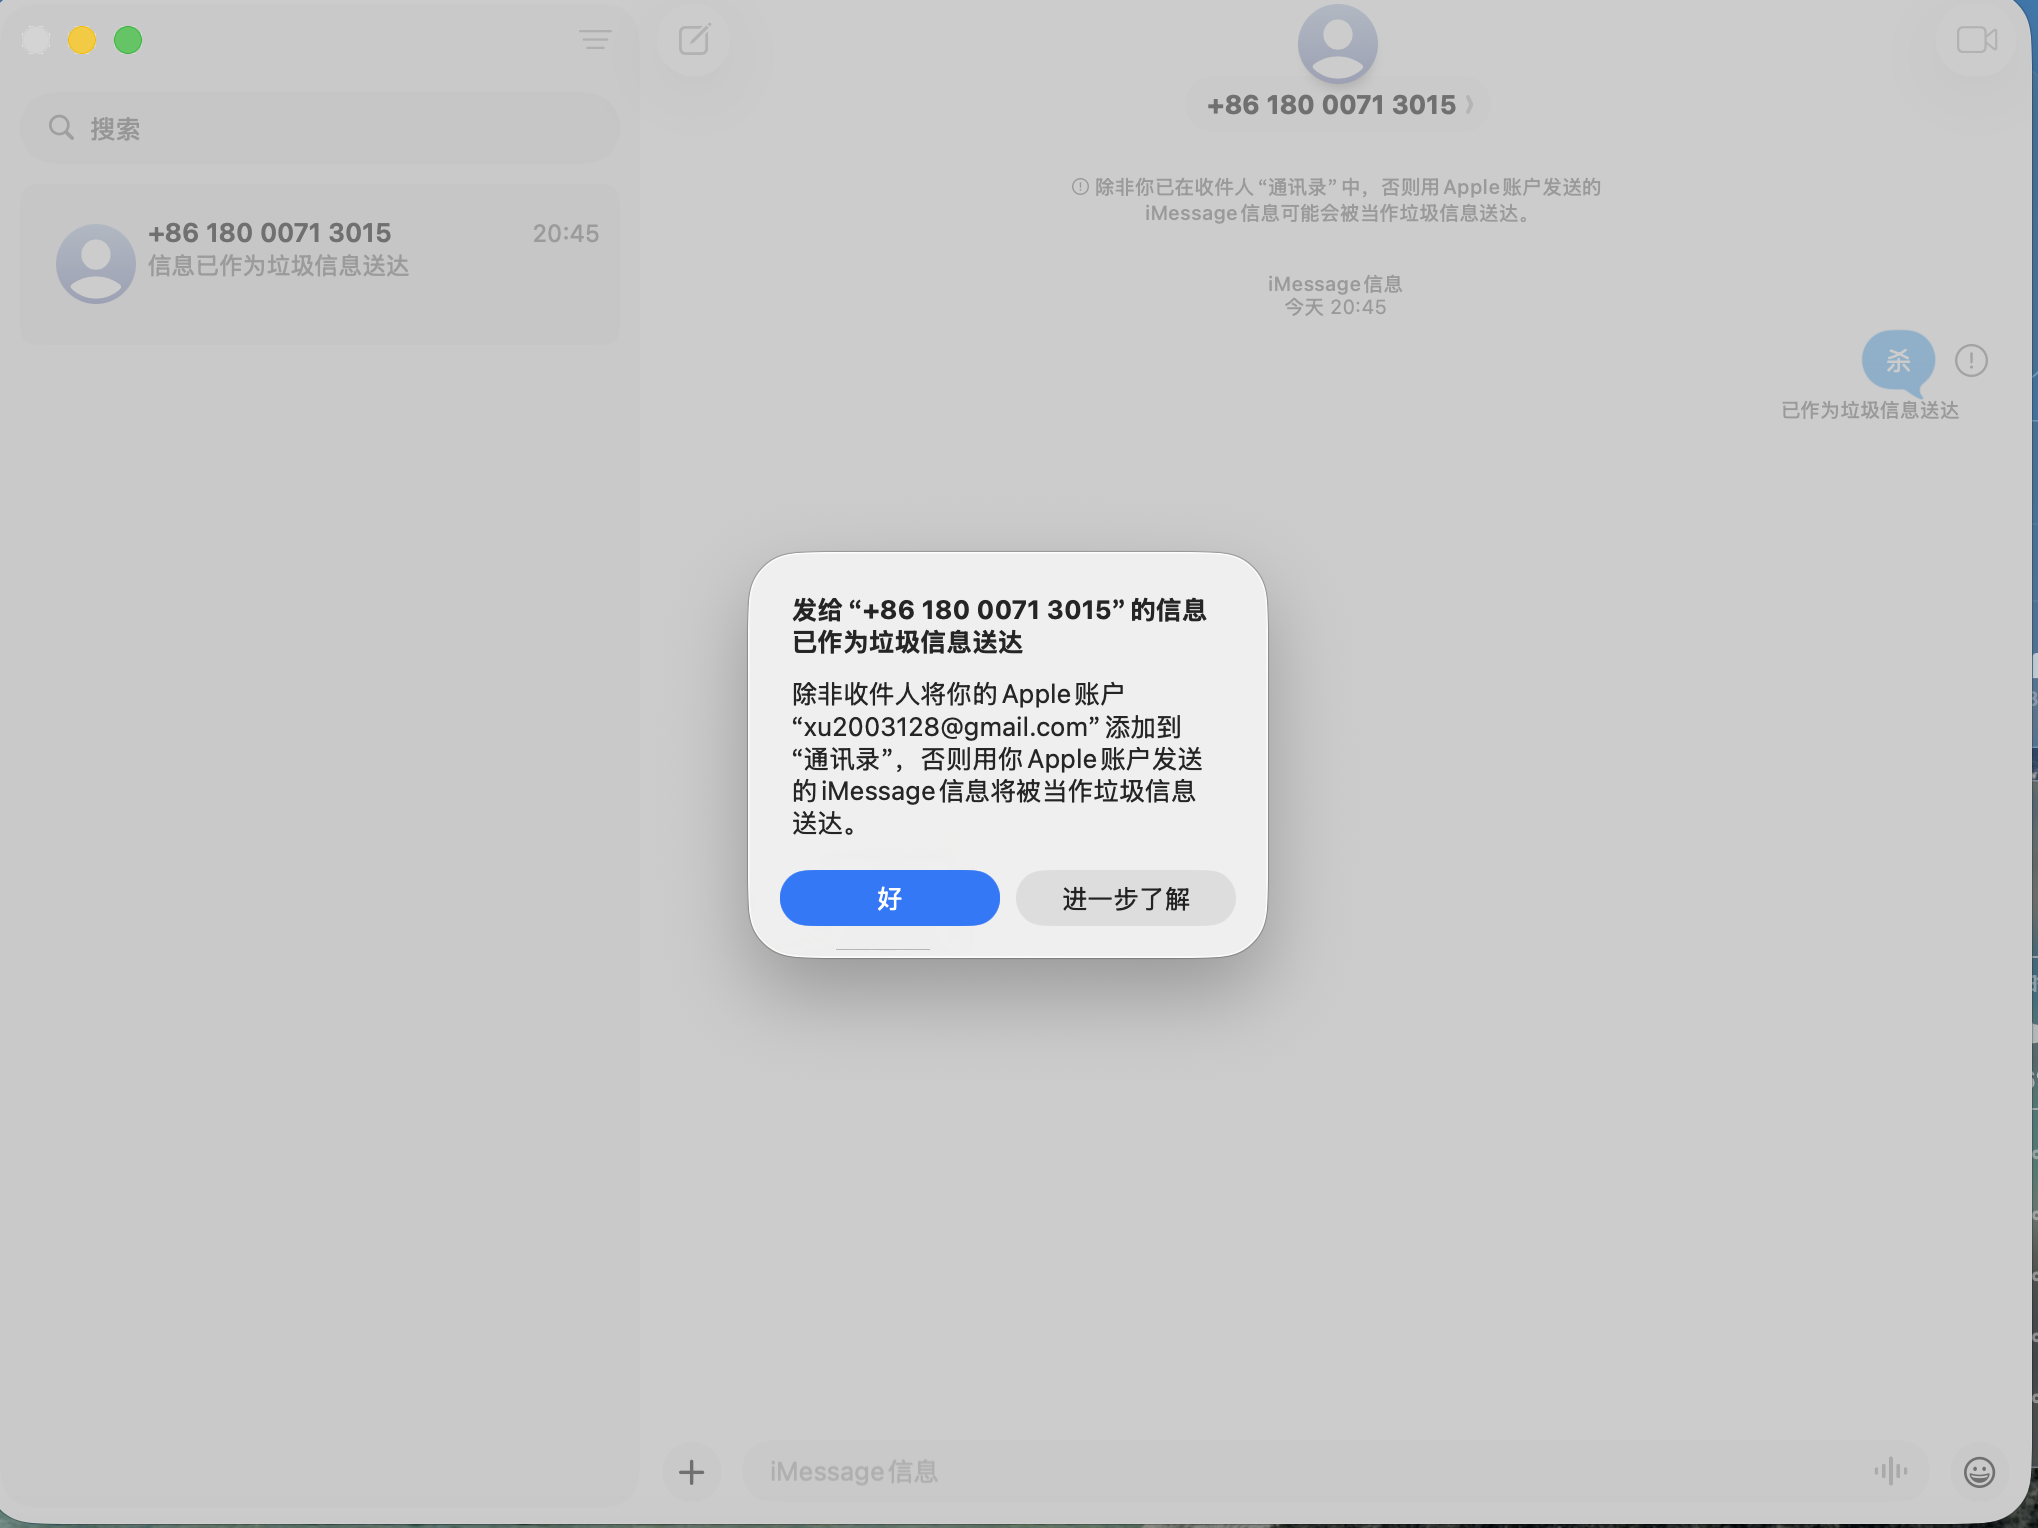 搜索
+86 180 0071 3015
20:45
信息已作为垃圾信息送达
+86 180 0071 3015
除非你已在收件人“通讯录”中，否则用Apple账户发送的
iMessage信息可能会被当作垃圾信息送达。
iMessage信息
今天 20:45
杀
已作为垃圾信息送达
发给“+86 180 0071 3015”的信息
已作为垃圾信息送达
除非收件人将你的Apple账户
“xu2003128@gmail.com”添加到
“通讯录”，否则用你Apple账户发送
的iMessage信息将被当作垃圾信息
送达。
好
进一步了解
iMessage信息